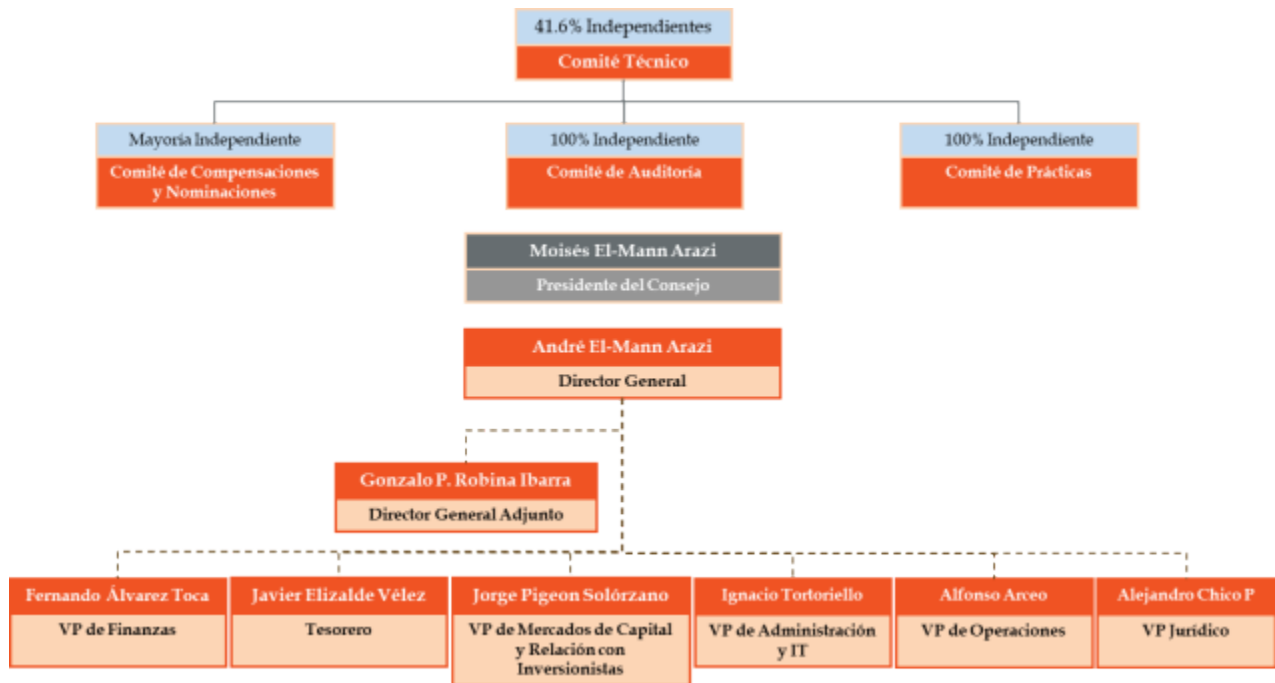 41.6% Independientes
Comité Técnico
Mayoría Independiente
Comité de Compensaciones
y Nominaciones
100% Independiente
Comité de Auditoría
100% Independiente
Comité de Prácticas
Moisés El-Mann Arazi
Presidente del Consejo
André El-Mann Arazi
Director General
Gonzalo P. Robina Ibarra
Director General Adjunto
Fernando Álvarez Toca
VP de Finanzas
Javier Elizalde Vélez
Tesorero
Jorge Pigeon Solórzano
VP de Mercados de Capital
y Relación con
Inversionistas
Ignacio Tortoriello
VP de Administración
y IT
Alfonso Arceo
VP de Operaciones
Alejandro Chico P
VP Jurídico